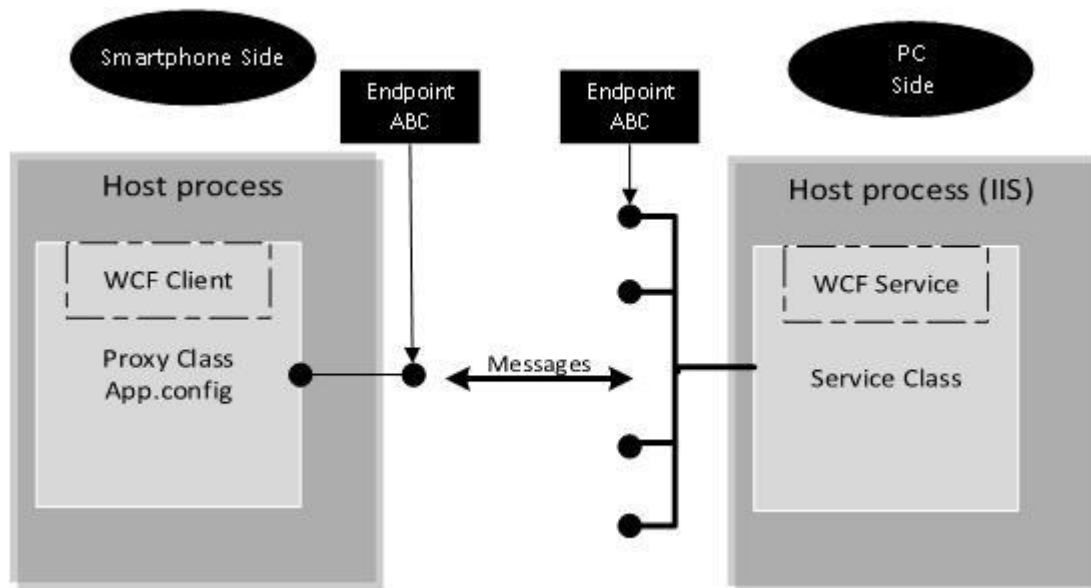 Smartphone Side
PC
Side
Endpoint
ABC
Endpoint
ABC
Host process
WCF Client
Proxy Class
App.config
Messages
Host process (IIS)
WCF Service
Service Class